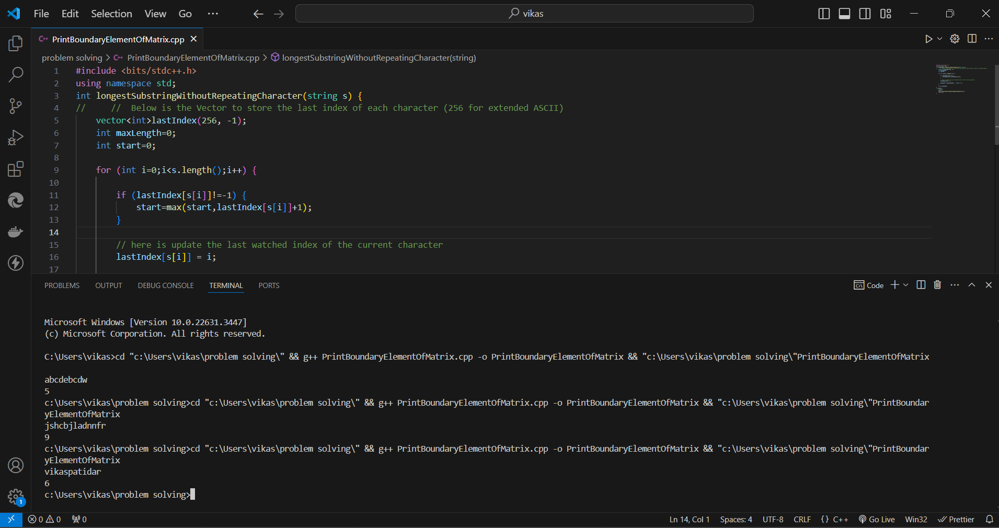 File Edit Selection View Go ··· vikas
C++ PrintBoundaryElementOfMatrix.cpp
problem solving > C++ PrintBoundaryElementOfMatrix.cpp > longestSubstringWithoutRepeatingCharacter(string)
1 #include <bits/stdc++.h>
2 using namespace std;
3 int longestSubstringWithoutRepeatingCharacter(string s) {
4 //     //  Below is the Vector to store the last index of each character (256 for extended ASCII)
5     vector<int>lastIndex(256, -1);
6     int maxLength=0;
7     int start=0;
8
9     for (int i=0;i<s.length();i++) {
10
11         if (lastIndex[s[i]]!=-1) {
12             start=max(start,lastIndex[s[i]]+1);
13         }
14
15         // here is update the last watched index of the current character
16         lastIndex[s[i]] = i;
17
PROBLEMS OUTPUT DEBUG CONSOLE TERMINAL PORTS Code
Microsoft Windows [Version 10.0.22631.3447]
(c) Microsoft Corporation. All rights reserved.
C:\Users\vikas>cd "c:\Users\vikas\problem solving\" && g++ PrintBoundaryElementOfMatrix.cpp -o PrintBoundaryElementOfMatrix && "c:\Users\vikas\problem solving\"PrintBoundaryElementOfMatrix
abcdebcdw
5
c:\Users\vikas\problem solving>cd "c:\Users\vikas\problem solving\" && g++ PrintBoundaryElementOfMatrix.cpp -o PrintBoundaryElementOfMatrix && "c:\Users\vikas\problem solving\"PrintBoundar
yElementOfMatrix
jshcbjladnnfr
9
c:\Users\vikas\problem solving>cd "c:\Users\vikas\problem solving\" && g++ PrintBoundaryElementOfMatrix.cpp -o PrintBoundaryElementOfMatrix && "c:\Users\vikas\problem solving\"PrintBoundar
yElementOfMatrix
vikaspatidar
6
c:\Users\vikas\problem solving>
1
0 0 0 Ln 14, Col 1 Spaces: 4 UTF-8 CRLF {} C++ Go Live Win32 Prettier